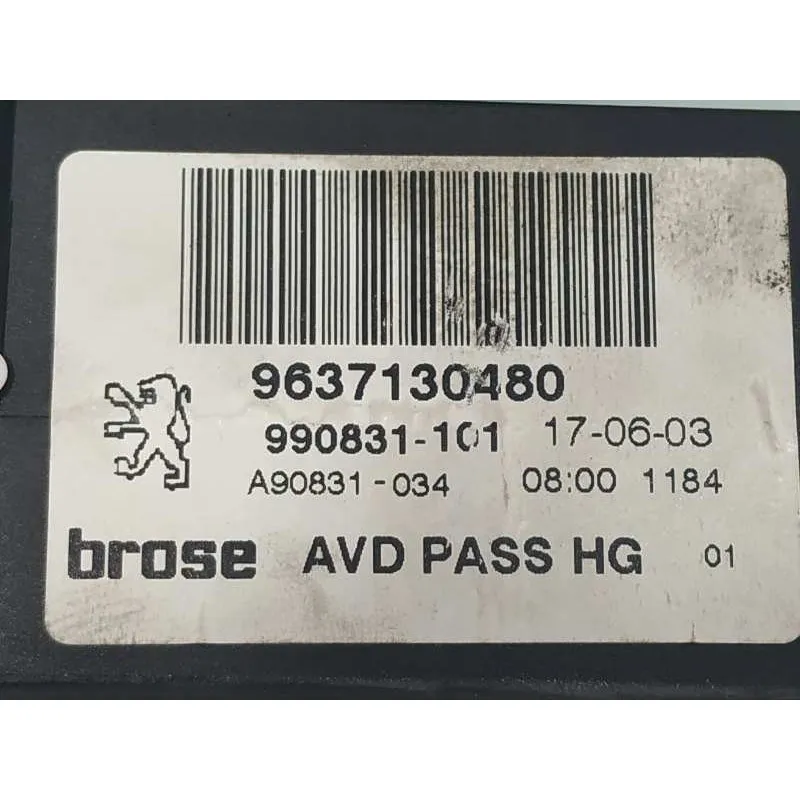 9637130480
990831-101 17-06-03
A90831-034 08:00 1184
brose AVD PASS HG 01